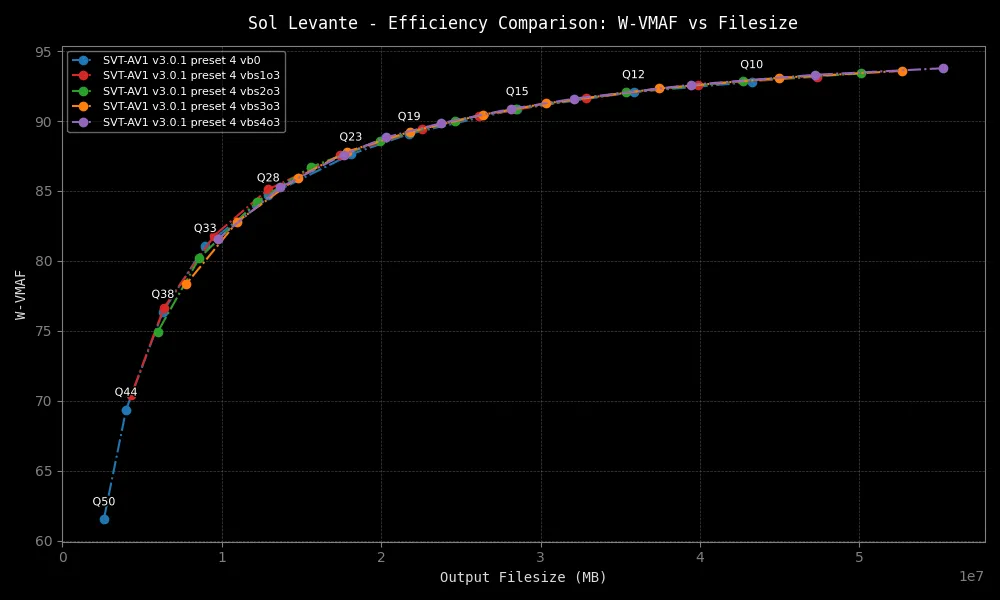 Sol Levante - Efficiency Comparison: W-VMAF vs Filesize
SVT-AV1 v3.0.1 preset 4 vb0
SVT-AV1 v3.0.1 preset 4 vbs1o3
SVT-AV1 v3.0.1 preset 4 vbs2o3
SVT-AV1 v3.0.1 preset 4 vbs3o3
SVT-AV1 v3.0.1 preset 4 vbs4o3
95
90
85
80
75
70
65
60
W-VMAF
Q10
Q12
Q15
Q19
Q23
Q28
Q33
Q38
Q44
Q50
0 1 2 3 4 5
1e7
Output Filesize (MB)